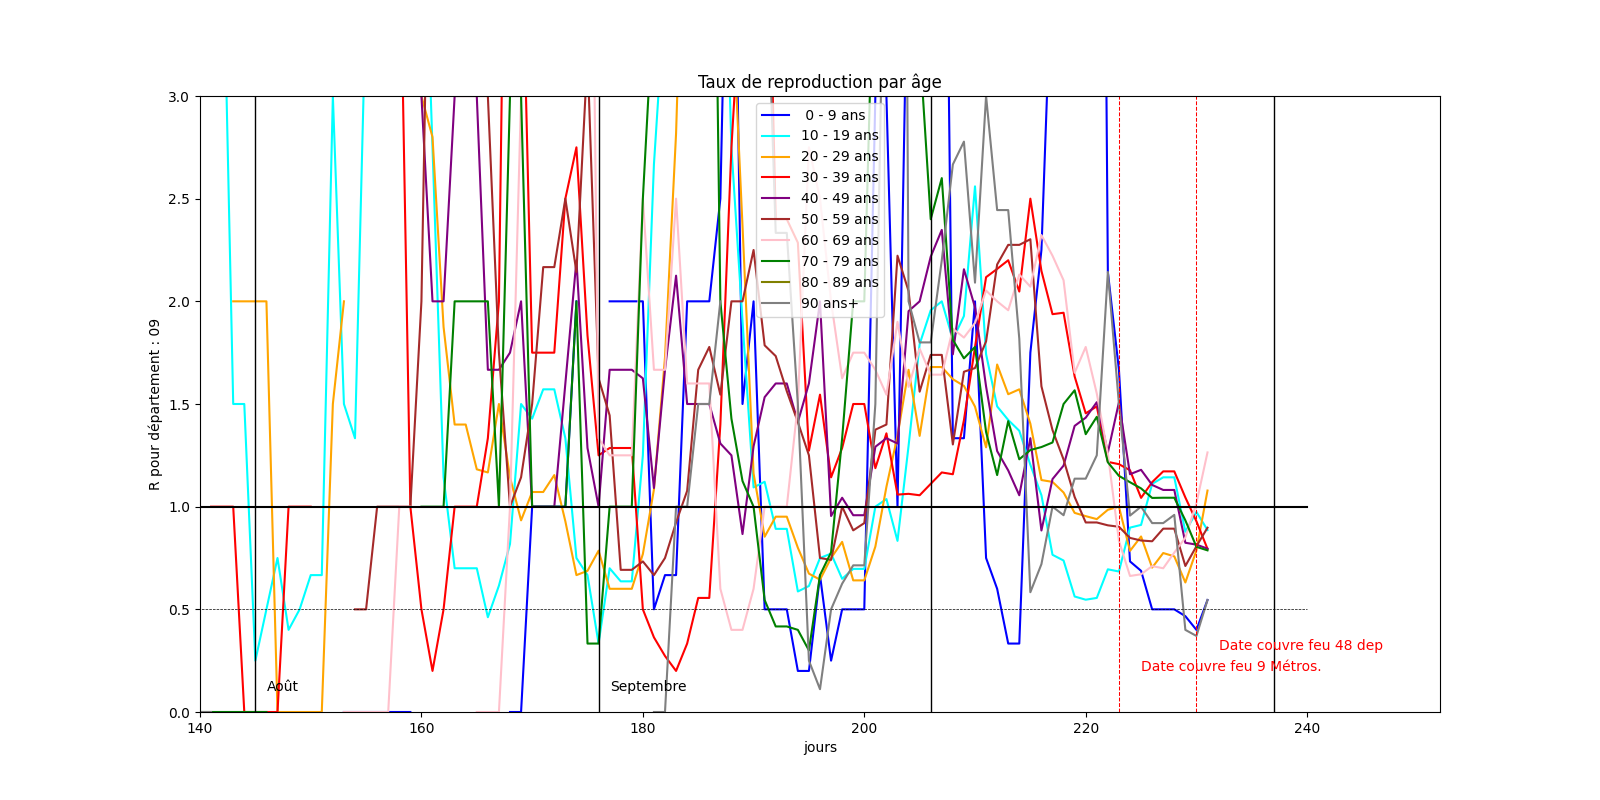 Taux de reproduction par âge
R pour département : 09
3.0
2.5
2.0
1.5
1.0
0.5
0.0
0 - 9 ans
10 - 19 ans
20 - 29 ans
30 - 39 ans
40 - 49 ans
50 - 59 ans
60 - 69 ans
70 - 79 ans
80 - 89 ans
90 ans+
Date couvre feu 48 dep
Date couvre feu 9 Métros.
Août
Septembre
140
160
180
200
220
240
jours